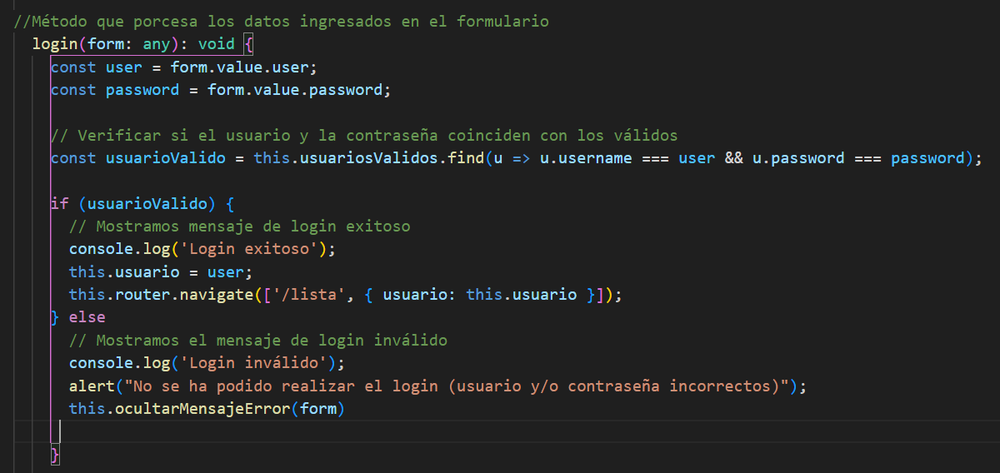 //Método que porcesa los datos ingresados en el formulario
login(form: any): void {
const user = form.value.user;
const password = form.value.password;
// Verificar si el usuario y la contraseña coinciden con los válidos
const usuarioValido = this.usuariosValidos.find(u => u.username === user && u.password === password);
if (usuarioValido) {
// Mostramos mensaje de login exitoso
console.log('Login exitoso');
this.usuario = user;
this.router.navigate(['/lista', { usuario: this.usuario }]);
} else
// Mostramos el mensaje de login inválido
console.log('Login inválido');
alert("No se ha podido realizar el login (usuario y/o contraseña incorrectos)");
this.ocultarMensajeError(form)
}